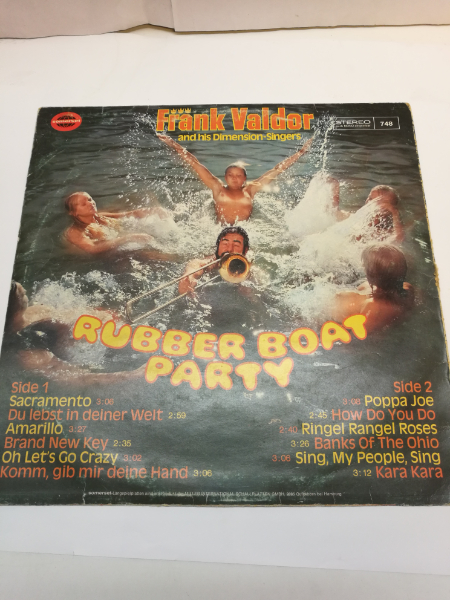 somerset
Frank Valdor
and his Dimension-Singers
STEREO
748
RUBBER BOAT
PARTY
Side 1
Sacramento 3:06
Du lebst in deiner Welt 2:59
Amarillo 3:27
Brand New Key 2:35
Oh Let's Go Crazy 3:02
Komm, gib mir deine Hand 3:06
Side 2
3:06 Poppa Joe
2:45 How Do You Do
2:40 Ringel Rangel Roses
3:26 Banks Of The Ohio
3:06 Sing, My People, Sing
3:12 Kara Kara